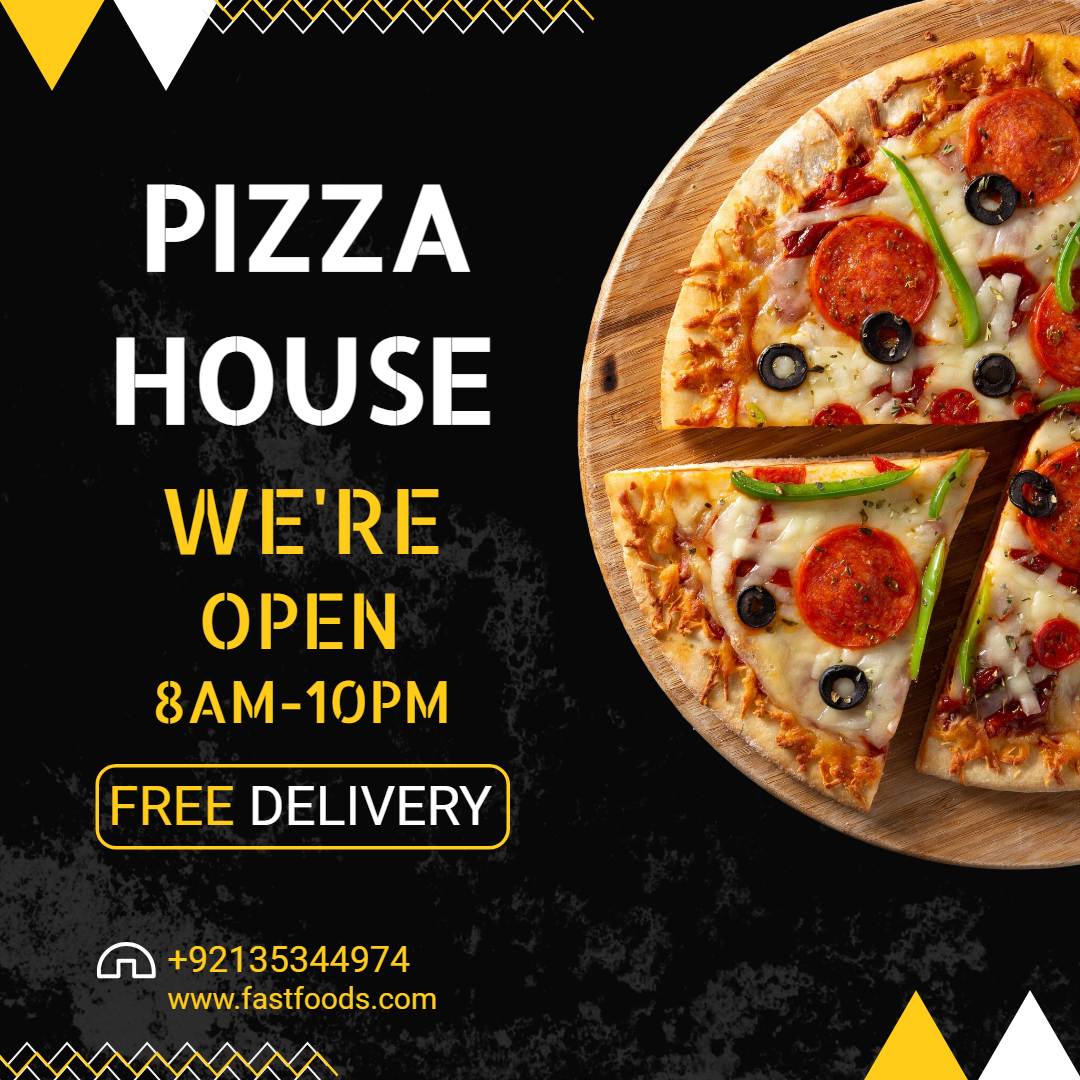 PIZZA
HOUSE
WE'RE
OPEN
8AM-10PM
FREE DELIVERY
+92135344974
www.fastfoods.com